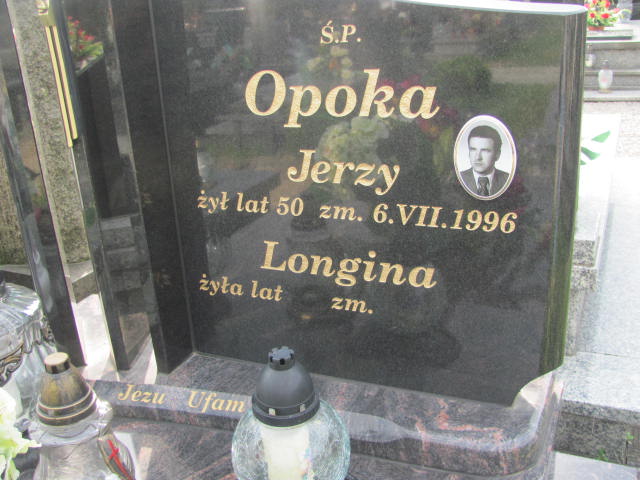 Ś.P.
Opoka
Jerzy
żył lat 50 zm. 6.VII.1996
Longina
żyła lat zm.
Jezu Ufam